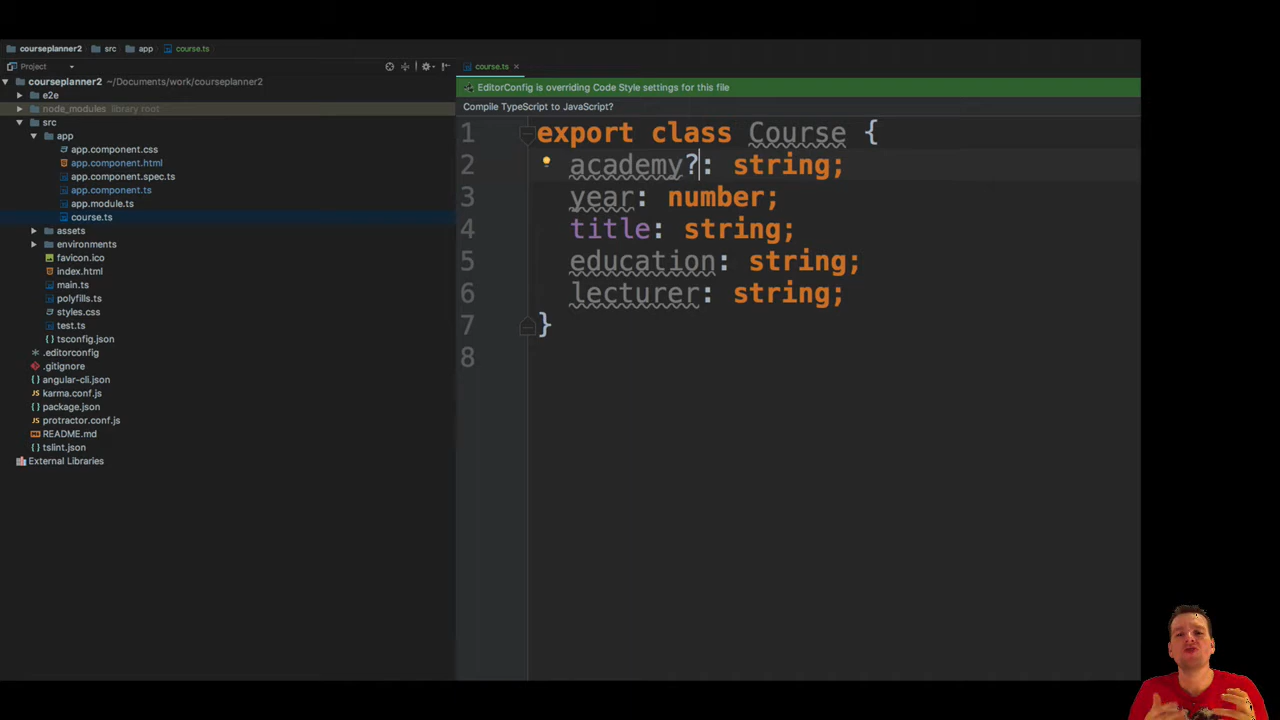 courseplanner2 src app course.ts
Project course.ts
courseplanner2 ~/Documents/work/courseplanner2
e2e
node_modules library root
src
app
app.component.css
app.component.html
app.component.spec.ts
app.component.ts
app.module.ts
course.ts
assets
environments
favicon.ico
index.html
main.ts
polyfills.ts
styles.css
test.ts
tsconfig.json
.editorconfig
.gitignore
angular-cli.json
karma.conf.js
package.json
protractor.conf.js
README.md
tslint.json
External Libraries
EditorConfig is overriding Code Style settings for this file
Compile TypeScript to JavaScript?
1 export class Course {
2 academy?: string;
3 year: number;
4 title: string;
5 education: string;
6 lecturer: string;
7 }
8